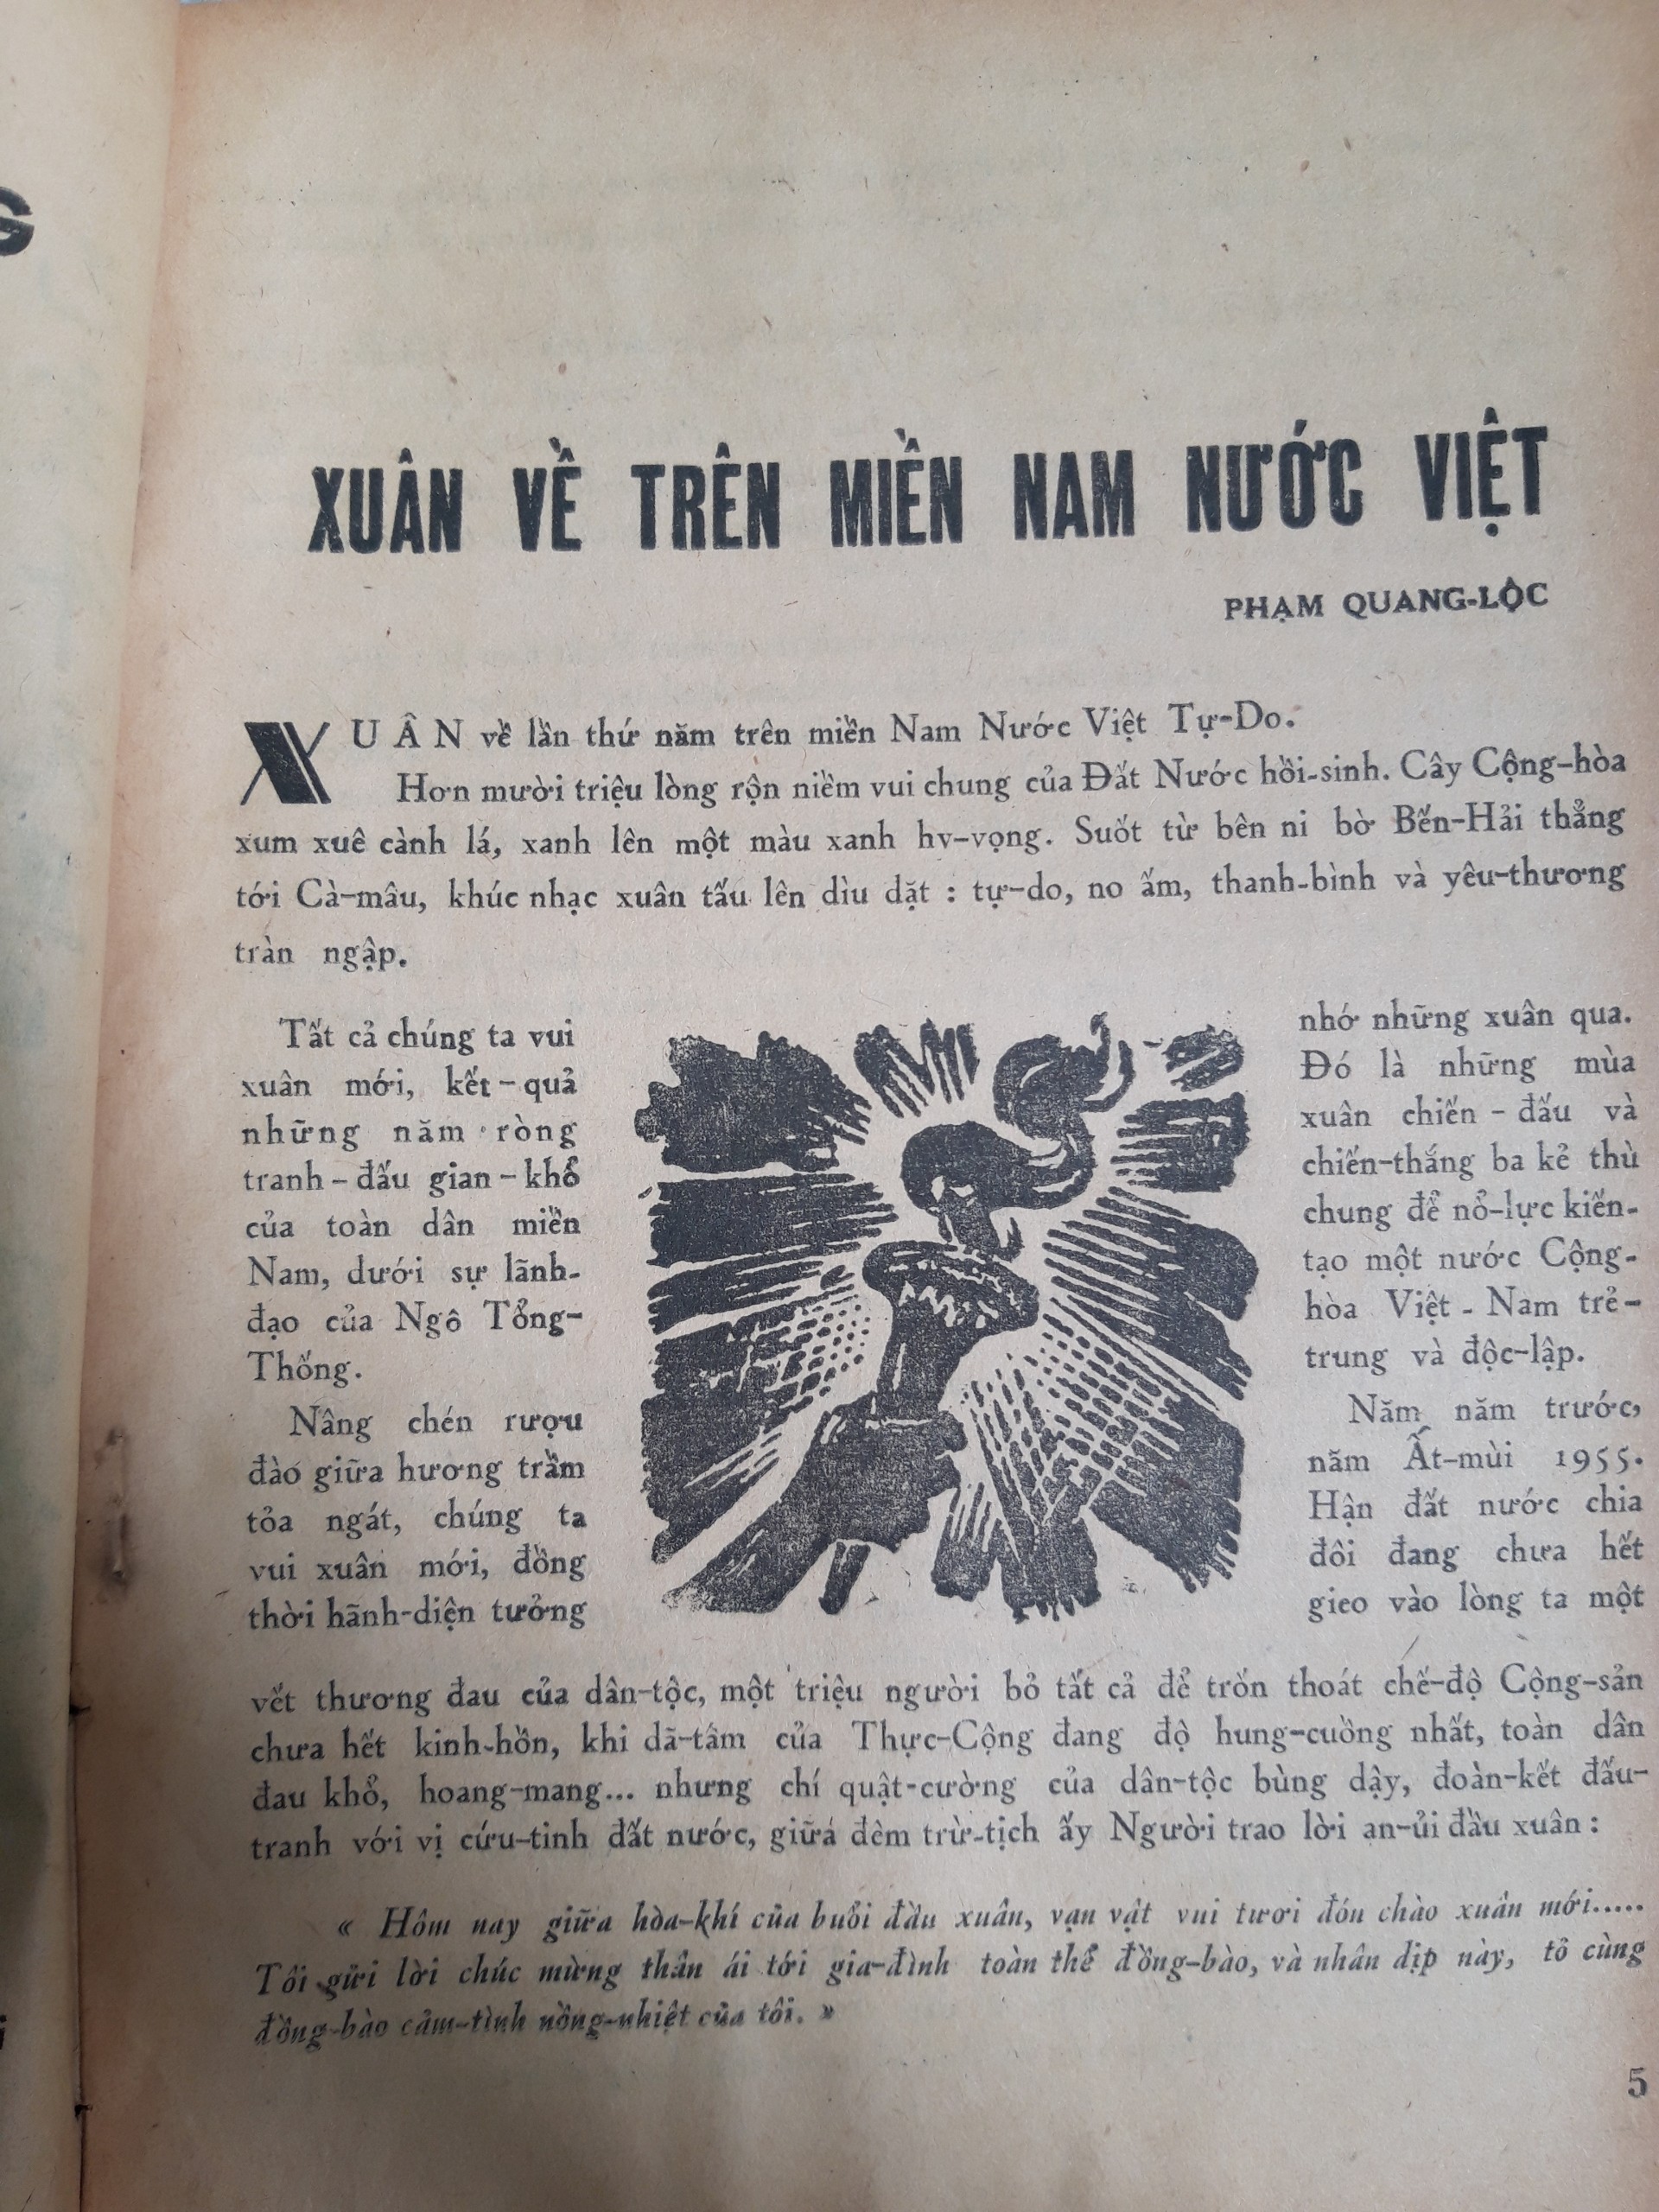 XUÂN VỀ TRÊN MIỀN NAM NƯỚC VIỆT
PHẠM QUANG-LỘC
XUÂN về lần thứ năm trên miền Nam Nước Việt Tự-Do.
Hơn mười triệu lòng rộn niềm vui chung của Đất Nước hồi-sinh. Cây Cộng-hòa
xum xuê cành lá, xanh lên một màu xanh hv-vọng. Suốt từ bên ni bờ Bến-Hải thẳng
tới Cà-mâu, khúc nhạc xuân tấu lên dìu dặt : tự-do, no ấm, thanh-bình và yêu-thương
tràn ngập.
Tất cả chúng ta vui
xuân mới, kết-quả
những năm ròng
tranh-đấu gian-khổ
của toàn dân miền
Nam, dưới sự lãnh-
đạo của Ngô Tổng-
Thống.
Nâng chén rượu
đào giữa hương trầm
tỏa ngát, chúng ta
vui xuân mới, đồng
thời hãnh-diện tưởng
nhớ những xuân qua.
Đó là những mùa
xuân chiến-đấu và
chiến-thắng ba kẻ thù
chung để nổ-lực kiến-
tạo một nước Cộng-
hòa Việt-Nam trẻ-
trung và độc-lập.
Năm năm trước,
năm Ất-mùi 1955.
Hận đất nước chia
đôi đang chưa hết
gieo vào lòng ta một
vết thương đau của dân-tộc, một triệu người bỏ tất cả để trốn thoát chế-độ Cộng-sản
chưa hết kinh-hồn, khi dã-tâm của Thực-Cộng đang độ hung-cuồng nhất, toàn dân
đau khổ, hoang-mang... nhưng chí quật-cường của dân-tộc bùng dậy, đoàn-kết đấu-
tranh với vị cứu-tinh đất nước, giữa đêm trừ-tịch ấy Người trao lời an-ủi đầu xuân :
« Hôm nay giữa hòa-khí của buổi đầu xuân, vạn vật vui tươi đón chào xuân mới.....
Tôi gửi lời chúc mừng thân ái tới gia-đình toàn thể đồng-bào, và nhân dịp này, tỏ cùng
đồng-bào cảm-tình nồng-nhiệt của tôi. »
5